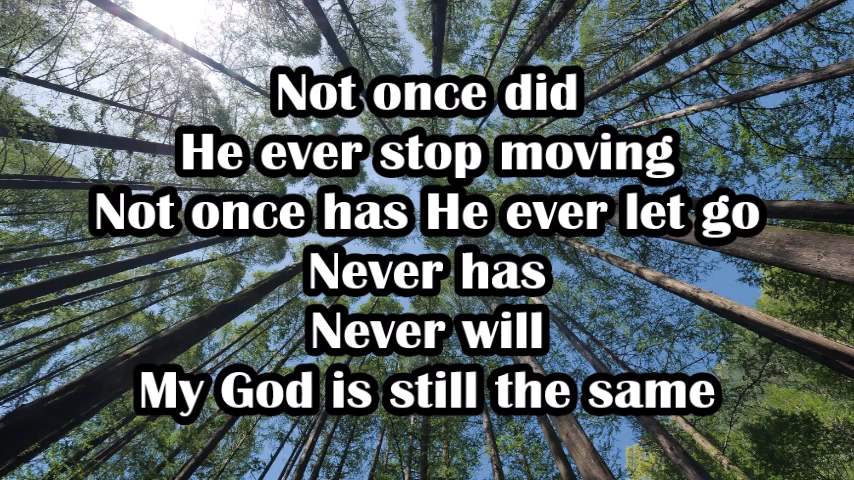 Not once did
He ever stop moving
Not once has He ever let go
Never has
Never will
My God is still the same